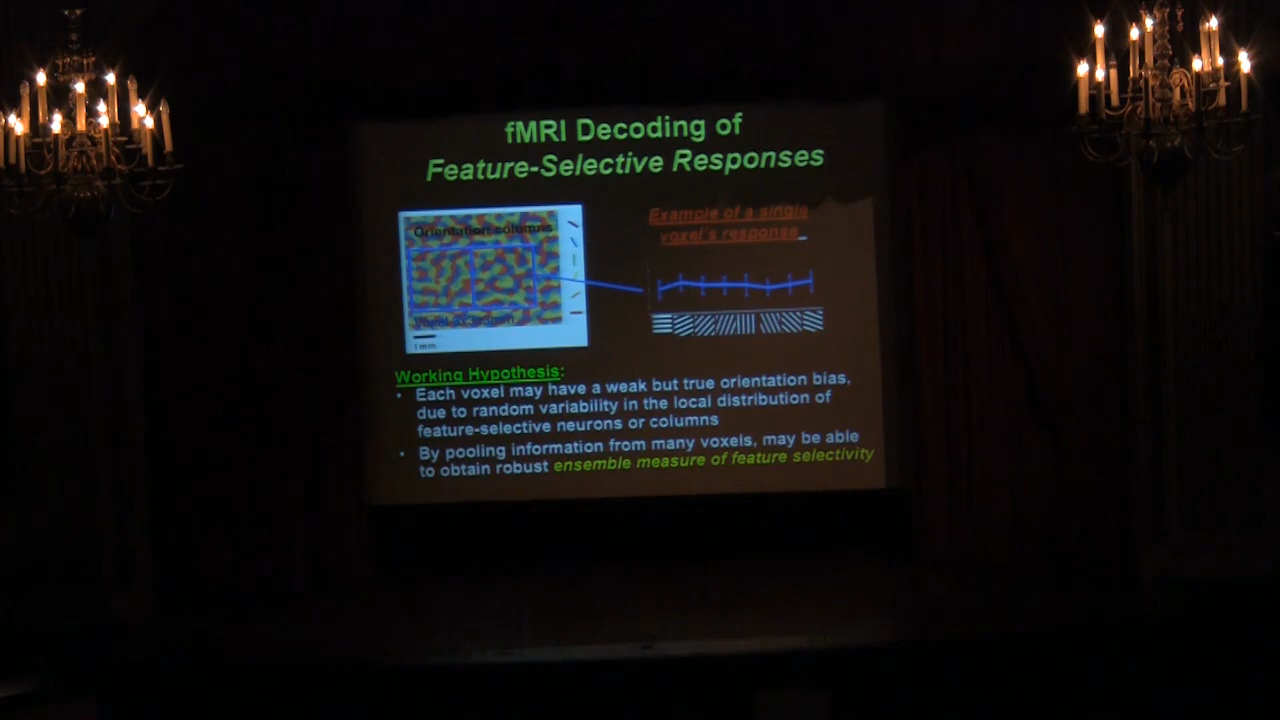 fMRI Decoding of
Feature-Selective Responses
Orientation columns
1mm
Example of a single
voxel's response
Working Hypothesis:
• Each voxel may have a weak but true orientation bias,
due to random variability in the local distribution of
feature-selective neurons or columns
• By pooling information from many voxels, may be able
to obtain robust ensemble measure of feature selectivity